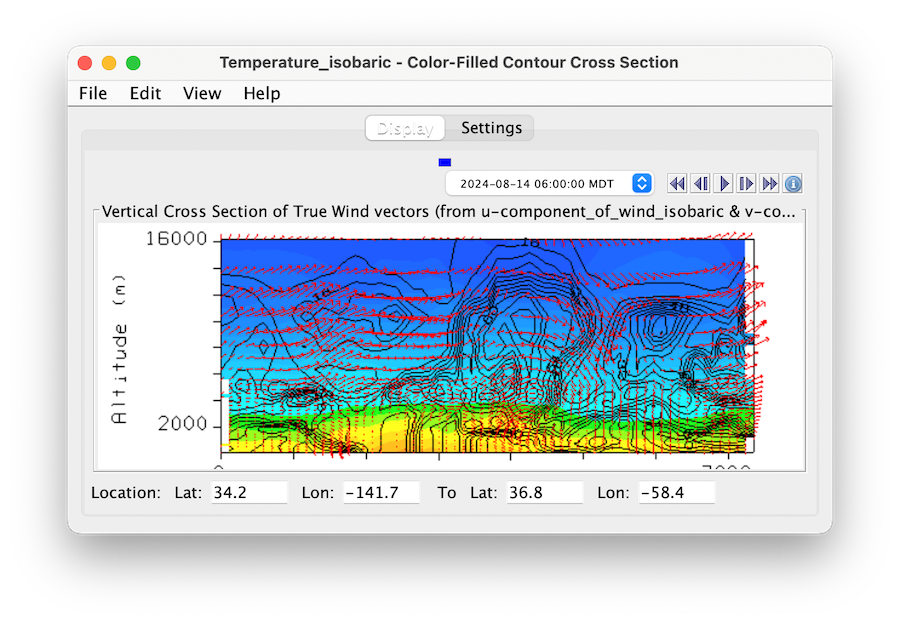 Temperature_isobaric - Color-Filled Contour Cross Section
File Edit View Help
Display Settings
2024-08-14 06:00:00 MDT
Vertical Cross Section of True Wind vectors (from u-component_of_wind_isobaric & v-co...
16000
Altitude (m)
2000
0 7000
Location: Lat: 34.2 Lon: -141.7 To Lat: 36.8 Lon: -58.4